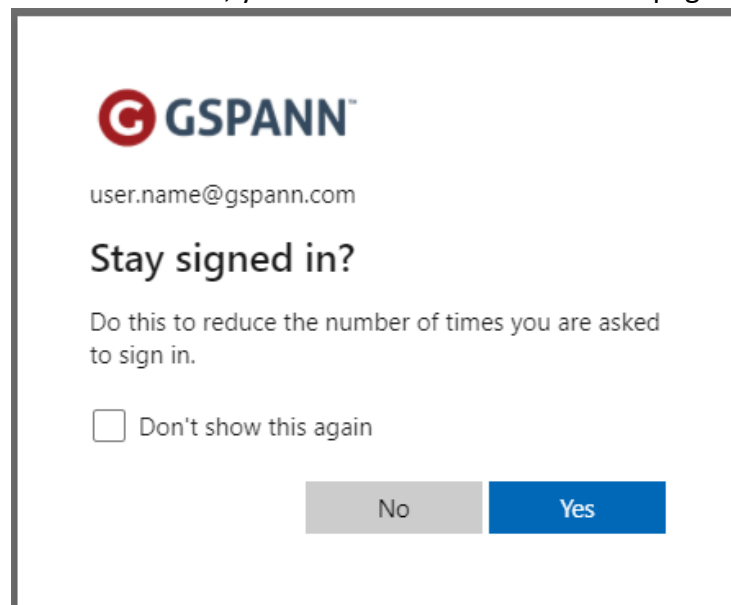 G GSPANN™
user.name@gspann.com
Stay signed in?
Do this to reduce the number of times you are asked
to sign in.
Don't show this again
No Yes